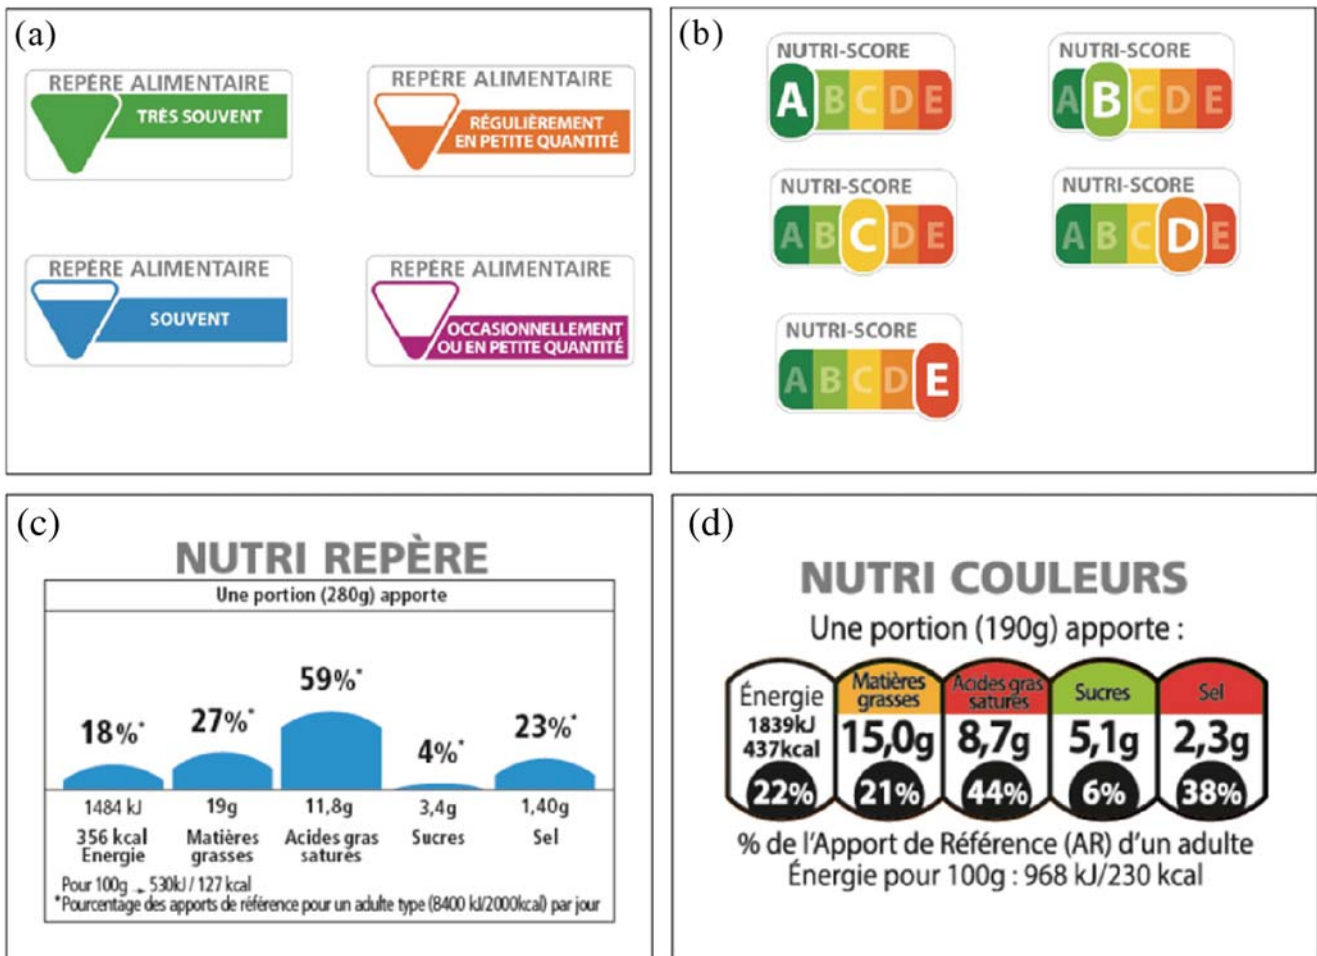 (a)
REPÈRE ALIMENTAIRE
TRÈS SOUVENT
REPÈRE ALIMENTAIRE
RÉGULIÈREMENT
EN PETITE QUANTITÉ
REPÈRE ALIMENTAIRE
SOUVENT
REPÈRE ALIMENTAIRE
OCCASIONNELLEMENT
OU EN PETITE QUANTITÉ
(b)
NUTRI-SCORE
A B C D E
NUTRI-SCORE
A B C D E
NUTRI-SCORE
A B C D E
NUTRI-SCORE
A B C D E
NUTRI-SCORE
A B C D E
(c)
NUTRI REPÈRE
Une portion (280g) apporte
18%* 27%* 59%* 4%* 23%*
1484 kJ 19g 11,8g 3,4g 1,40g
356 kcal Matières Acides gras Sucres Sel
Energie grasses saturés
Pour 100g → 530kJ / 127 kcal
*Pourcentage des apports de référence pour un adulte type (8400 kJ/2000kcal) par jour
(d)
NUTRI COULEURS
Une portion (190g) apporte :
Énergie Matières grasses Acides gras saturés Sucres Sel
1839kJ
437kcal 15,0g 8,7g 5,1g 2,3g
22% 21% 44% 6% 38%
% de l'Apport de Référence (AR) d'un adulte
Énergie pour 100g : 968 kJ/230 kcal